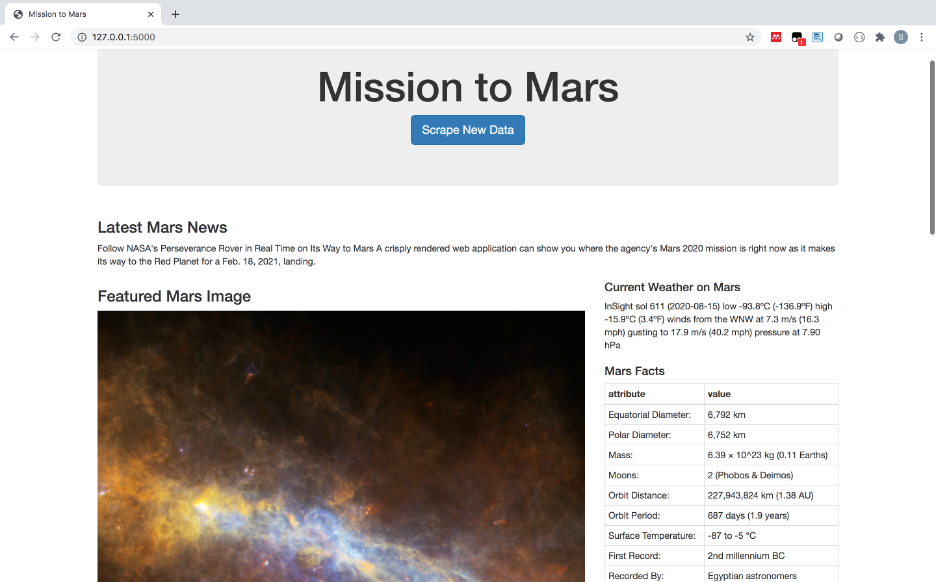 Mission to Mars
127.0.0.1:5000
1
S
Mission to Mars
Scrape New Data
Latest Mars News
Follow NASA's Perseverance Rover in Real Time on Its Way to Mars A crisply rendered web application can show you where the agency's Mars 2020 mission is right now as it makes
its way to the Red Planet for a Feb. 18, 2021, landing.
Featured Mars Image
Current Weather on Mars
InSight sol 611 (2020-08-15) low -93.8ºC (-136.9ºF) high
-15.9ºC (3.4ºF) winds from the WNW at 7.3 m/s (16.3
mph) gusting to 17.9 m/s (40.2 mph) pressure at 7.90
hPa
Mars Facts
attribute value
Equatorial Diameter: 6,792 km
Polar Diameter: 6,752 km
Mass: 6.39 × 10^23 kg (0.11 Earths)
Moons: 2 (Phobos & Deimos)
Orbit Distance: 227,943,824 km (1.38 AU)
Orbit Period: 687 days (1.9 years)
Surface Temperature: -87 to -5 °C
First Record: 2nd millennium BC
Recorded By: Egyptian astronomers